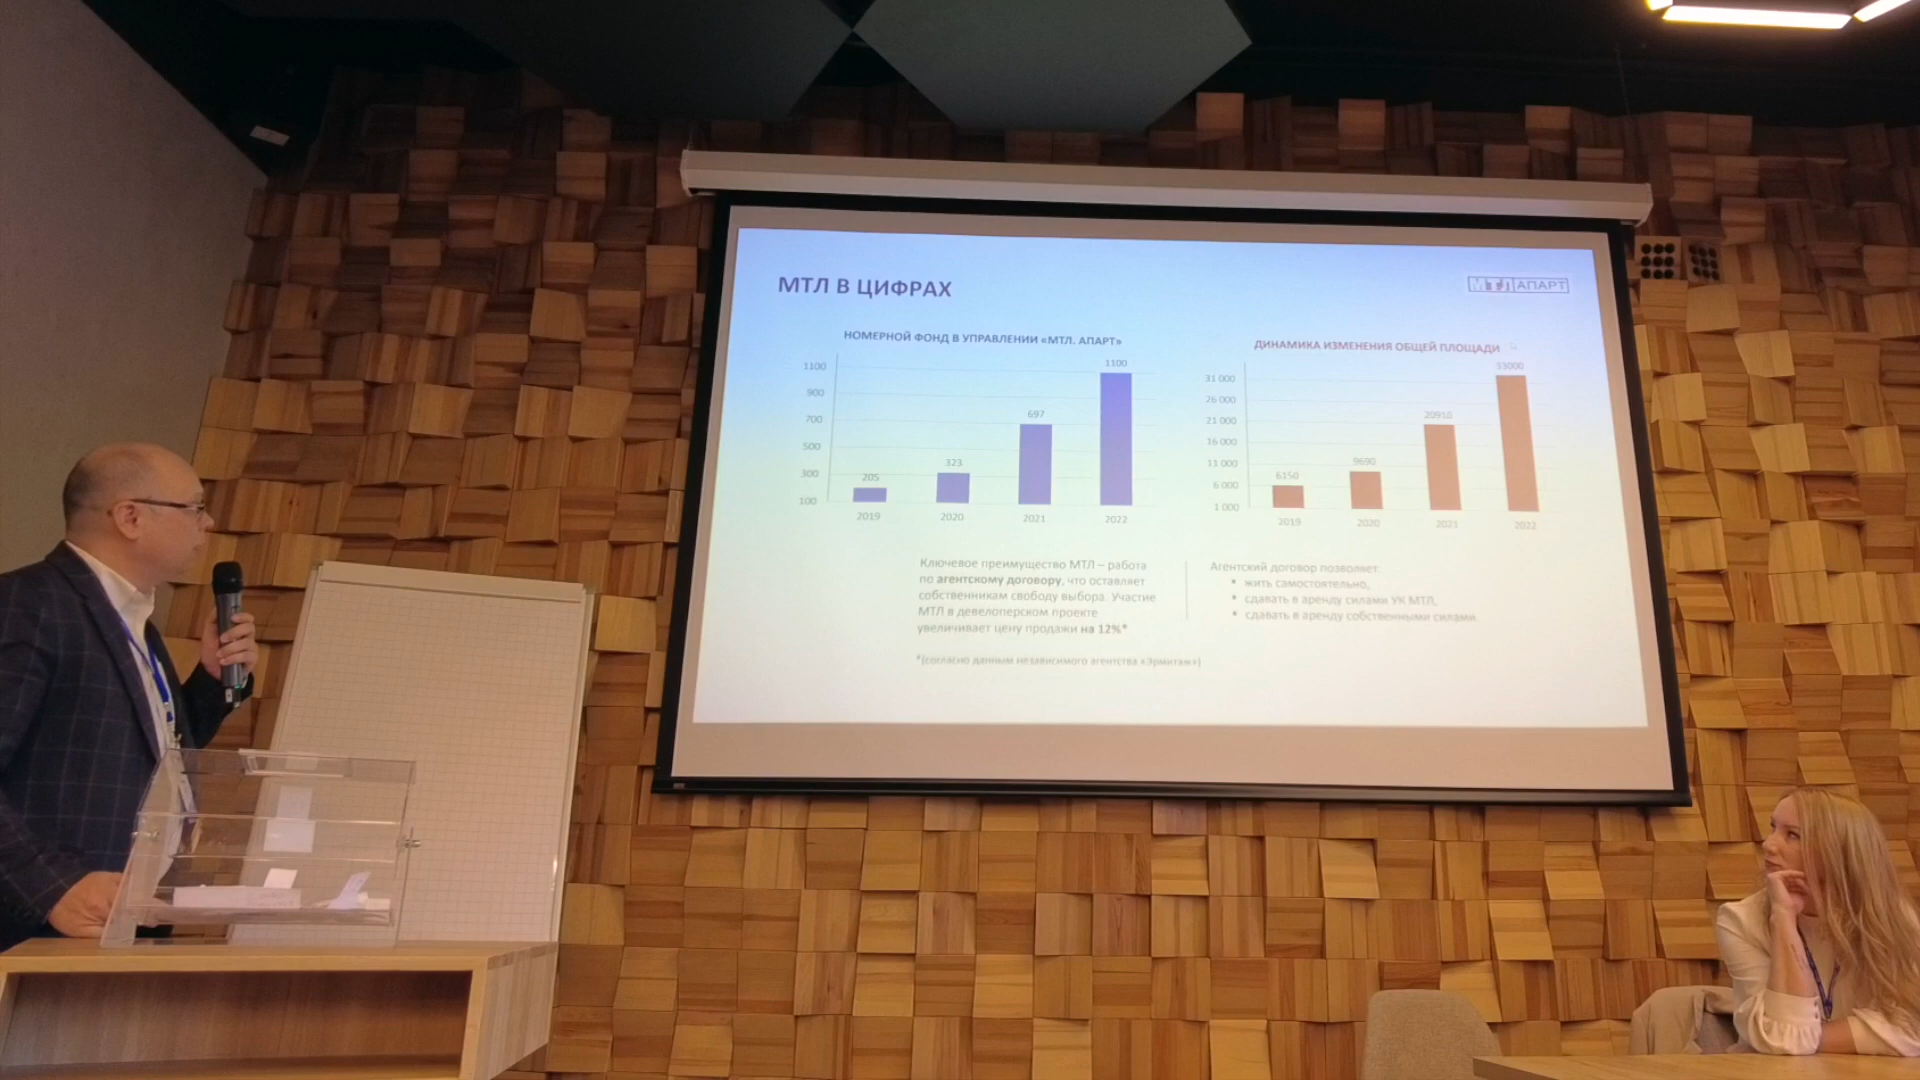 МТЛ В ЦИФРАХ
МТЛ АПАРТ
НОМЕРНОЙ ФОНД В УПРАВЛЕНИИ «МТЛ. АПАРТ»
1100
900
700
500
300
100
205
323
697
1100
2019
2020
2021
2022
ДИНАМИКА ИЗМЕНЕНИЯ ОБЩЕЙ ПЛОЩАДИ
31 000
26 000
21 000
16 000
11 000
6 000
1 000
6150
9690
20910
33000
2019
2020
2021
2022
Ключевое преимущество МТЛ – работа
по агентскому договору, что оставляет
собственникам свободу выбора. Участие
МТЛ в девелоперском проекте
увеличивает цену продажи на 12%*
Агентский договор позволяет:
• жить самостоятельно,
• сдавать в аренду силами УК МТЛ,
• сдавать в аренду собственными силами.
*(согласно данным независимого агентства «Эрмитаж»)